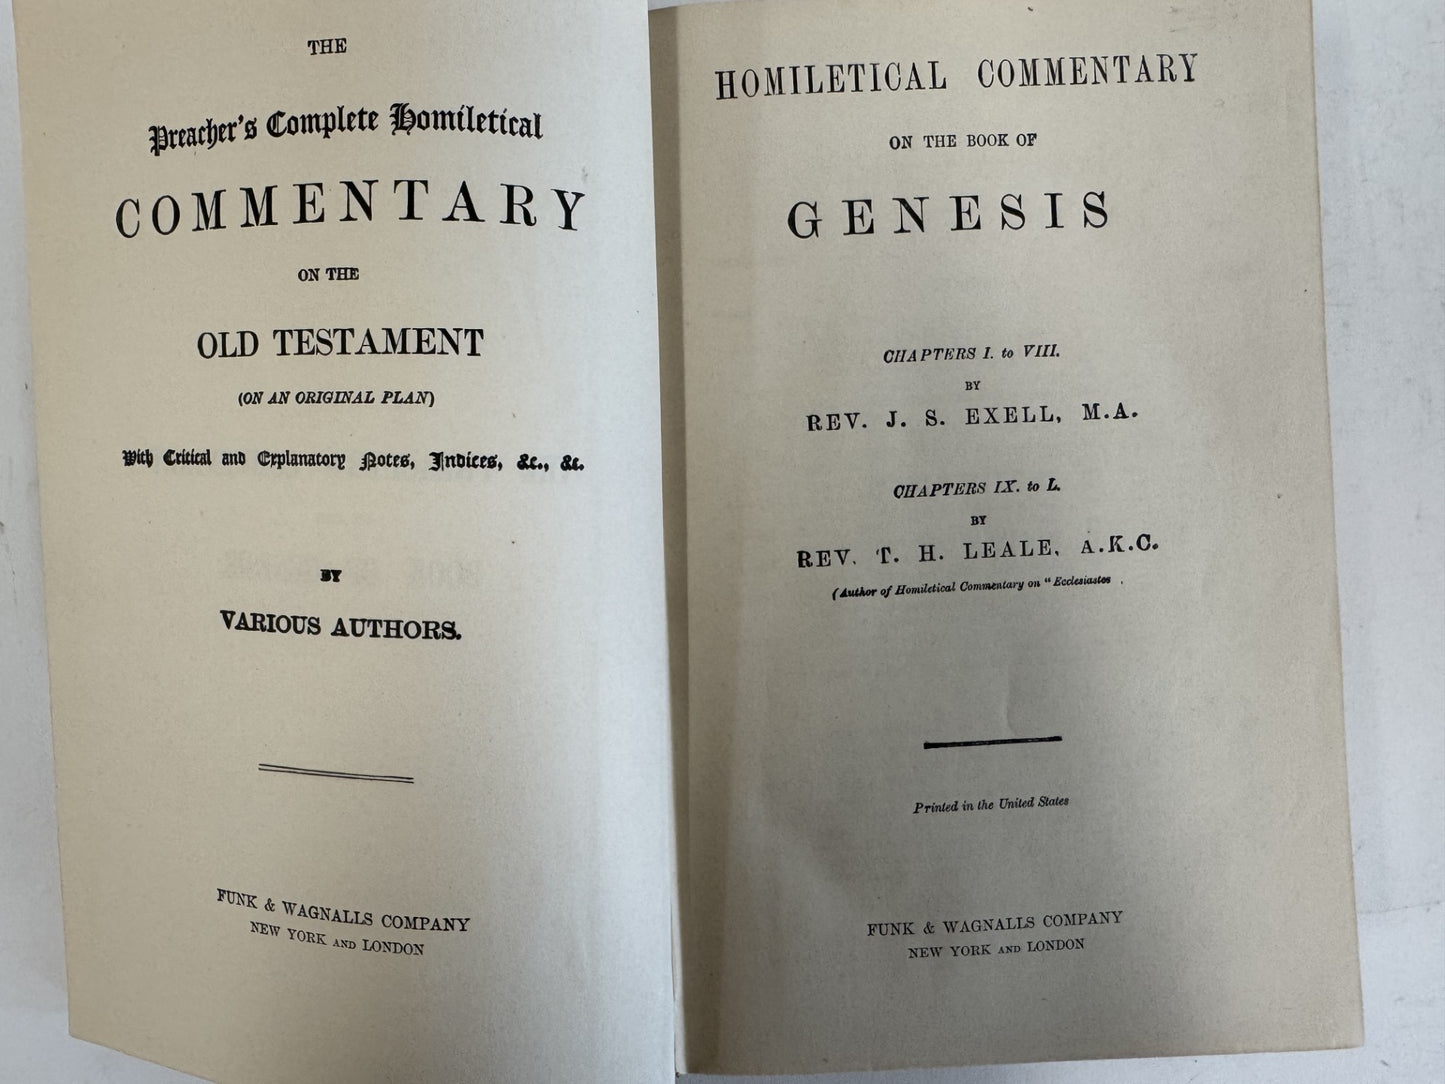 THE
Preacher's Complete Homiletical
COMMENTARY
ON THE
OLD TESTAMENT
(ON AN ORIGINAL PLAN)
With Critical and Explanatory Notes, Indices, &c., &c.
BY
VARIOUS AUTHORS.
FUNK & WAGNALLS COMPANY
NEW YORK AND LONDON
HOMILETICAL COMMENTARY
ON THE BOOK OF
GENESIS
CHAPTERS I. to VIII.
BY
REV. J. S. EXELL, M.A.
CHAPTERS IX. to L.
BY
REV. T. H. LEALE, A.K.C.
(Author of Homiletical Commentary on "Ecclesiastes .
Printed in the United States
FUNK & WAGNALLS COMPANY
NEW YORK AND LONDON